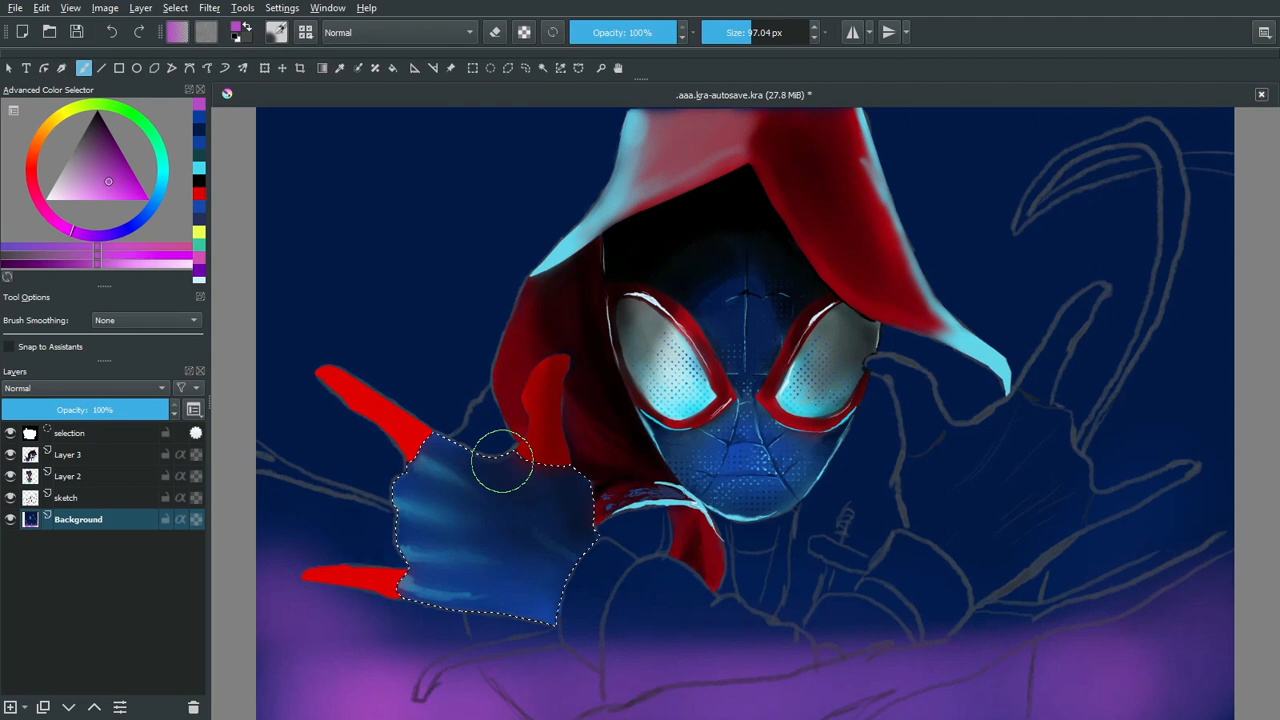 File Edit View Image Layer Select Filter Tools Settings Window Help
Normal Opacity: 100% Size: 97.04 px
Advanced Color Selector
.aaa.kra-autosave.kra (27.8 MiB) *
Tool Options
Brush Smoothing: None
Snap to Assistants
Layers
Normal
Opacity: 100%
selection
Layer 3
Layer 2
sketch
Background